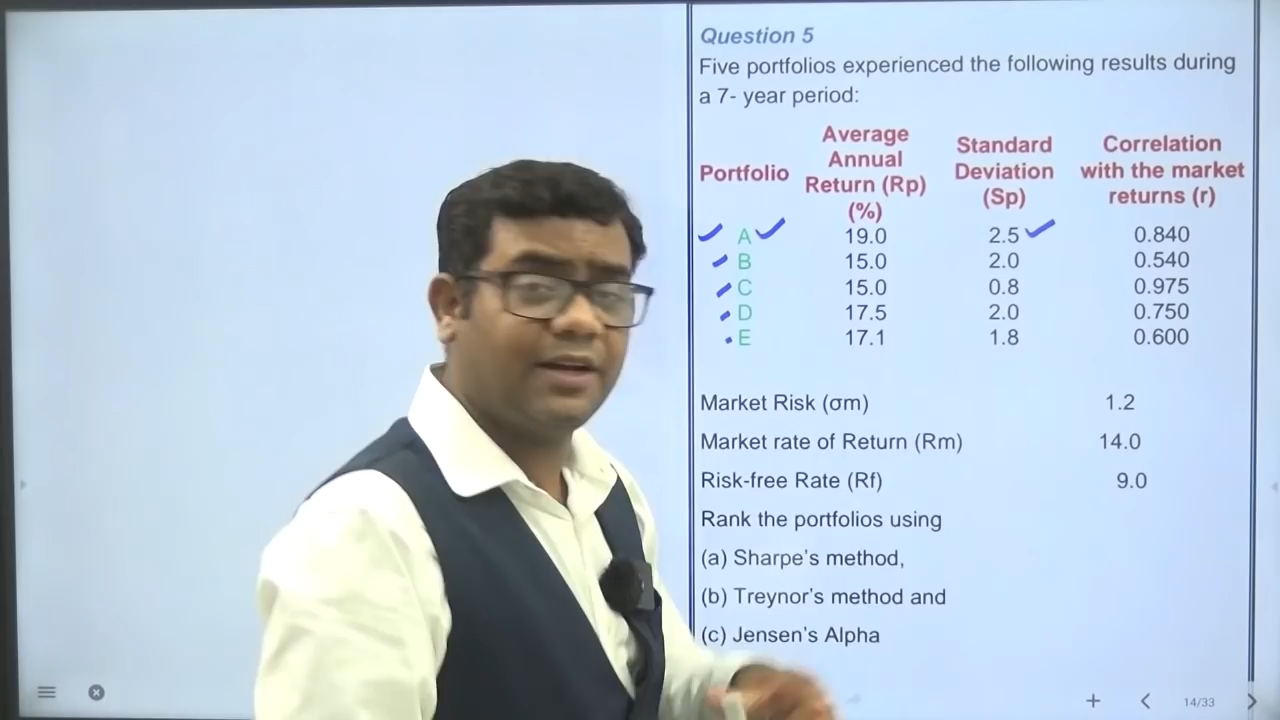 Question 5
Five portfolios experienced the following results during
a 7- year period:
Portfolio Average Annual Return (Rp) (%) Standard Deviation (Sp) Correlation with the market returns (r)
A 19.0 2.5 0.840
B 15.0 2.0 0.540
C 15.0 0.8 0.975
D 17.5 2.0 0.750
E 17.1 1.8 0.600
Market Risk (σm) 1.2
Market rate of Return (Rm) 14.0
Risk-free Rate (Rf) 9.0
Rank the portfolios using
(a) Sharpe's method,
(b) Treynor's method and
(c) Jensen's Alpha
14/33